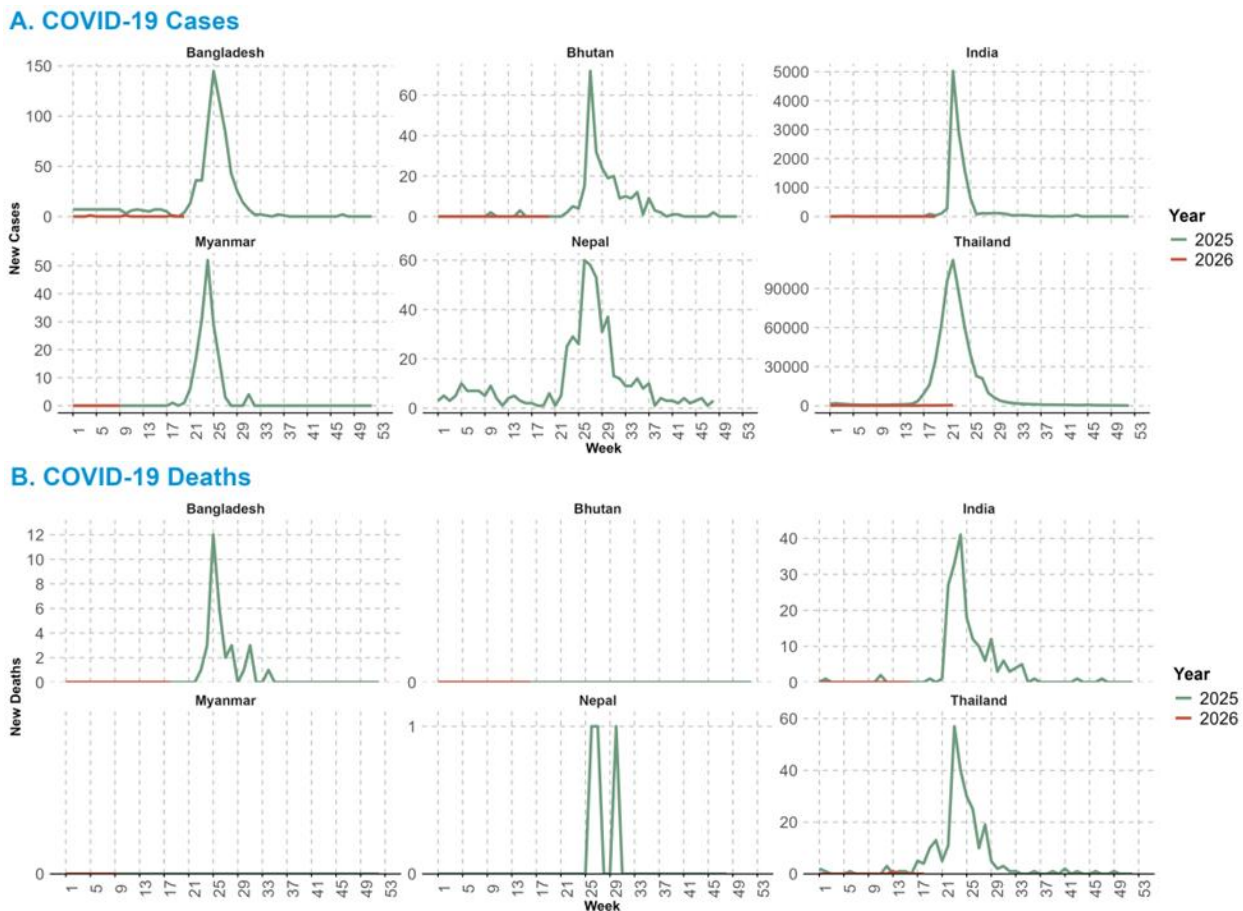 A. COVID-19 Cases
Bangladesh
Bhutan
India
150
100
50
0
60
40
20
0
5000
4000
3000
2000
1000
0
Myanmar
Nepal
Thailand
50
40
30
20
10
0
60
40
20
0
90000
60000
30000
0
New Cases
1 5 9 13 17 21 25 29 33 37 41 45 49 53
1 5 9 13 17 21 25 29 33 37 41 45 49 53
1 5 9 13 17 21 25 29 33 37 41 45 49 53
Week
Year
2025
2026
B. COVID-19 Deaths
Bangladesh
Bhutan
India
12
10
8
6
4
2
0
0
40
30
20
10
0
Myanmar
Nepal
Thailand
0
1
0
60
40
20
0
New Deaths
1 5 9 13 17 21 25 29 33 37 41 45 49 53
1 5 9 13 17 21 25 29 33 37 41 45 49 53
1 5 9 13 17 21 25 29 33 37 41 45 49 53
Week
Year
2025
2026